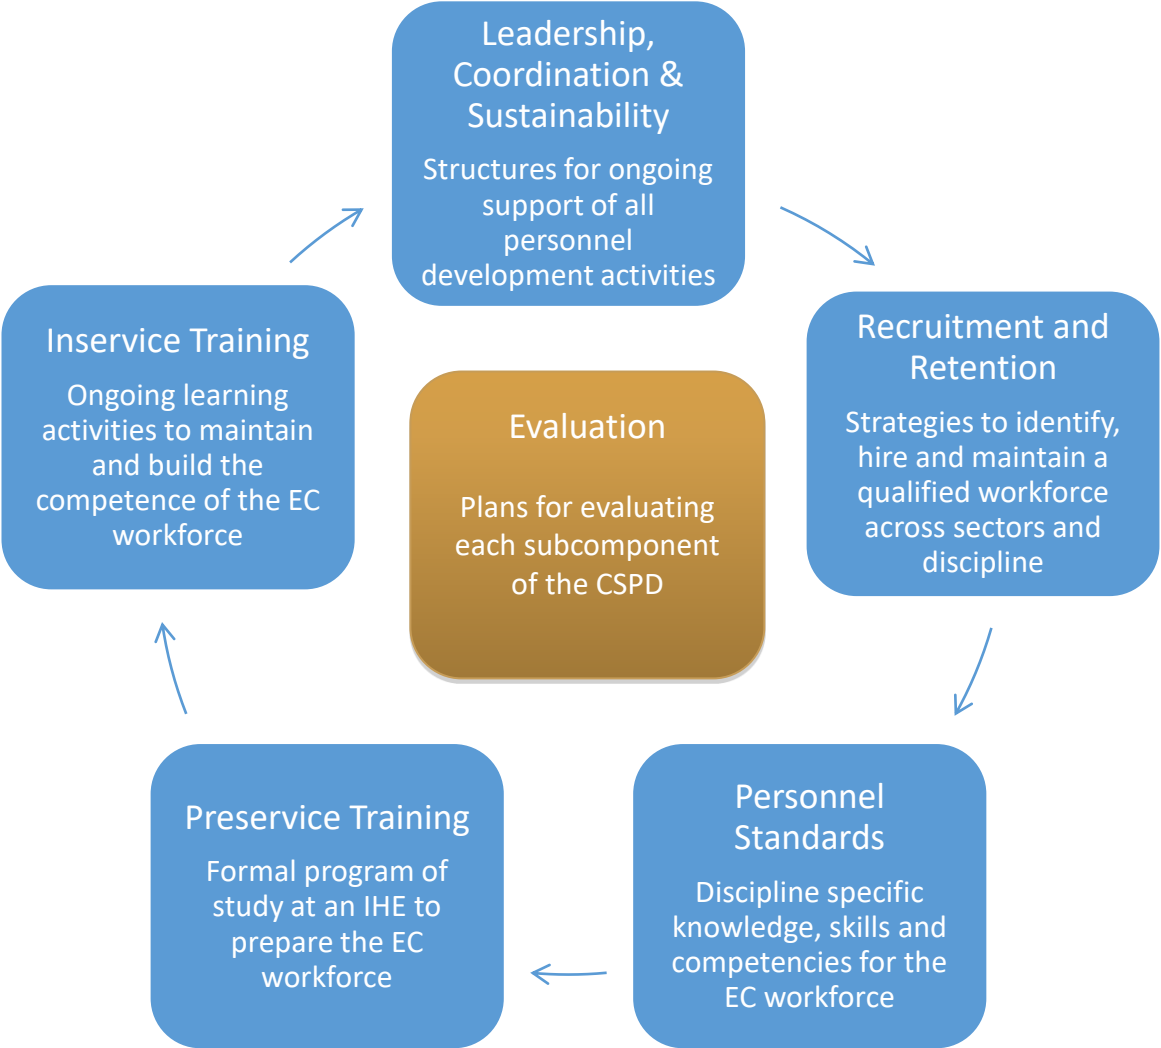 Leadership,
Coordination &
Sustainability
Structures for ongoing
support of all
personnel
development activities
Recruitment and
Retention
Strategies to identify,
hire and maintain a
qualified workforce
across sectors and
discipline
Personnel
Standards
Discipline specific
knowledge, skills and
competencies for the
EC workforce
Preservice Training
Formal program of
study at an IHE to
prepare the EC
workforce
Inservice Training
Ongoing learning
activities to maintain
and build the
competence of the EC
workforce
Evaluation
Plans for evaluating
each subcomponent
of the CSPD